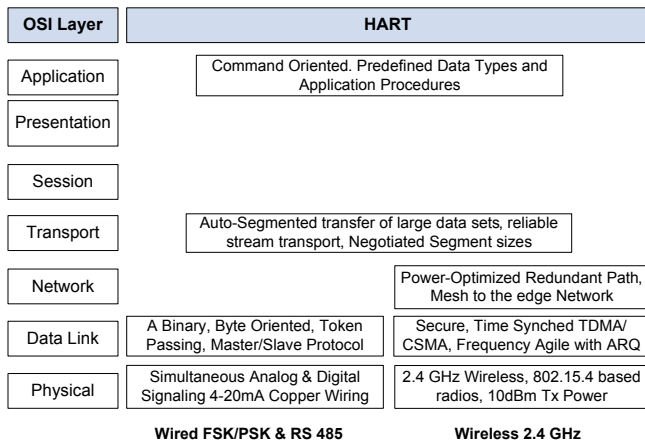 OSI Layer
HART
Application
Command Oriented. Predefined Data Types and
Application Procedures
Presentation
Session
Transport
Auto-Segmented transfer of large data sets, reliable
stream transport, Negotiated Segment sizes
Network
Power-Optimized Redundant Path,
Mesh to the edge Network
Data Link
A Binary, Byte Oriented, Token
Passing, Master/Slave Protocol
Secure, Time Synched TDMA/
CSMA, Frequency Agile with ARQ
Physical
Simultaneous Analog & Digital
Signaling 4-20mA Copper Wiring
2.4 GHz Wireless, 802.15.4 based
radios, 10dBm Tx Power
Wired FSK/PSK & RS 485
Wireless 2.4 GHz